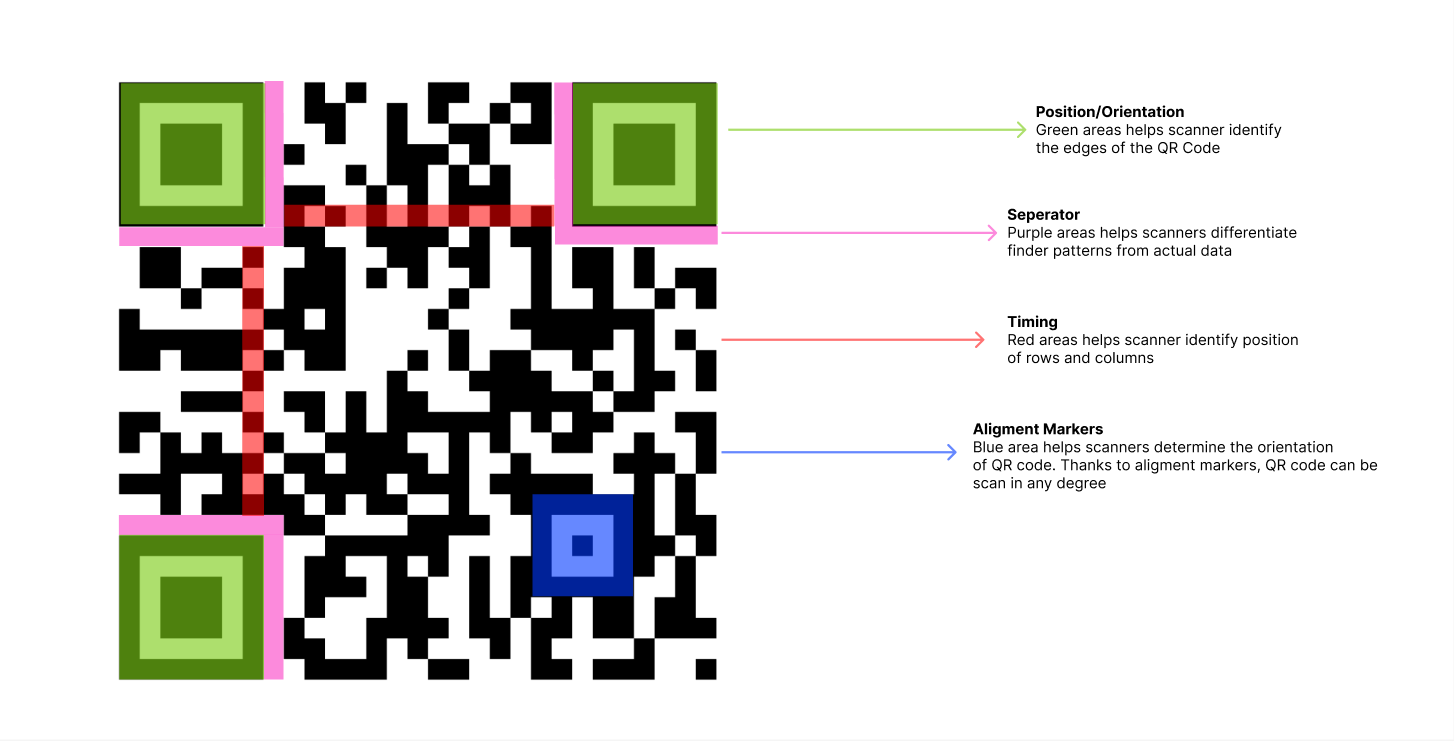 Position/Orientation
Green areas helps scanner identify
the edges of the QR Code
Seperator
Purple areas helps scanners differentiate
finder patterns from actual data
Timing
Red areas helps scanner identify position
of rows and columns
Aligment Markers
Blue area helps scanners determine the orientation
of QR code. Thanks to aligment markers, QR code can be
scan in any degree